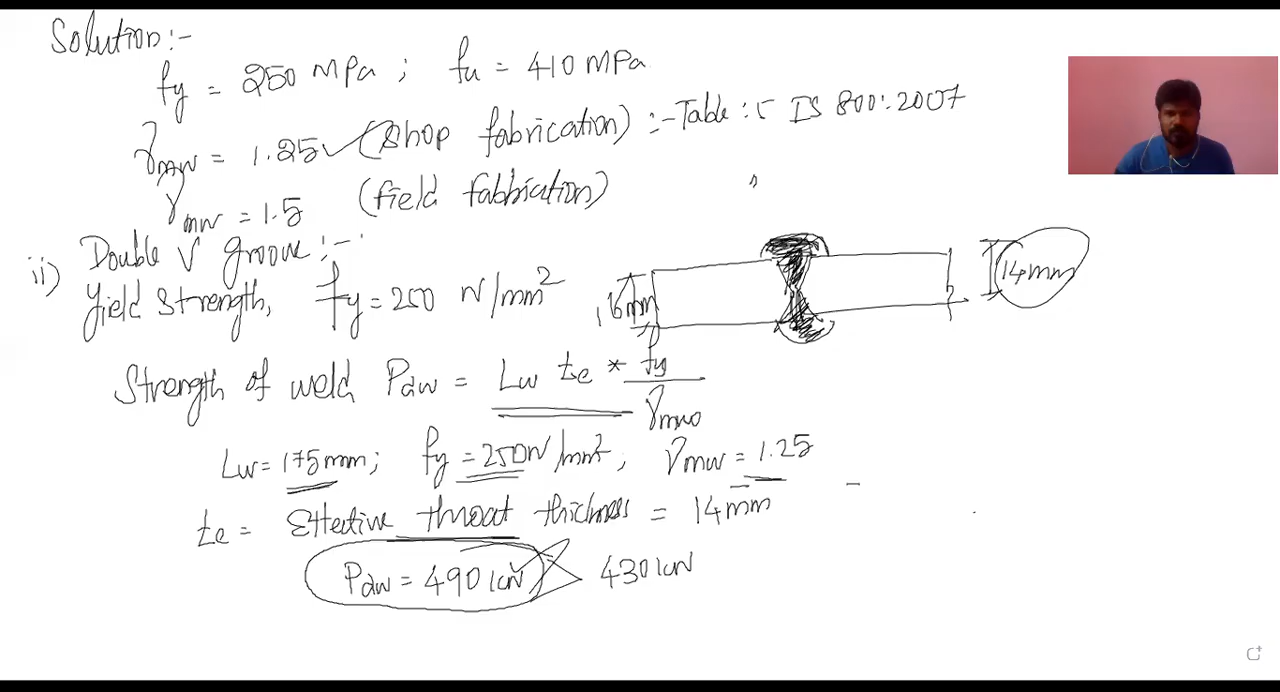 Solution:-
fy = 250 MPa ; fu = 410 MPa
γmw = 1.25 (Shop fabrication) :- Table : 5 IS 800:2007
γmw = 1.5 (field fabbication)
ii) Double V groove:-
Yield Strength, fy = 250 N/mm²
16mm
14mm
Strength of weld Pdw = Lw te * fy / γmwo
Lw = 175mm; fy = 250N/mm², γmw = 1.25
te = Effective throat thickness = 14mm
Pdw = 490 kN > 430 kN